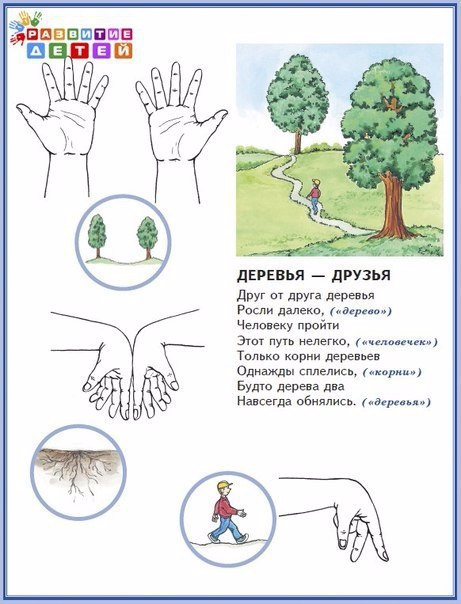 РАЗВИТИЕ
ДЕТЕЙ
ДЕРЕВЬЯ — ДРУЗЬЯ
Друг от друга деревья
Росли далеко, («дерево»)
Человеку пройти
Этот путь нелегко, («человечек»)
Только корни деревьев
Однажды сплелись, («корни»)
Будто дерева два
Навсегда обнялись. («деревья»)